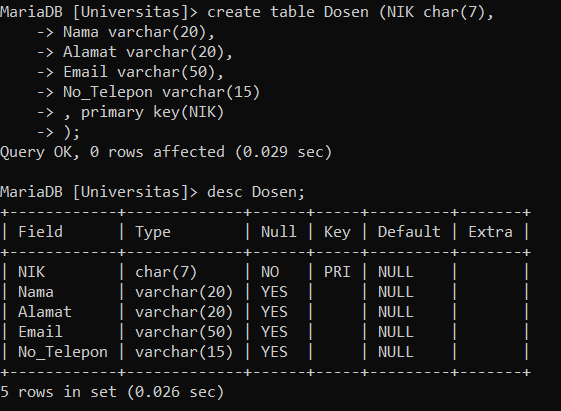 MariaDB [Universitas]> create table Dosen (NIK char(7),
    -> Nama varchar(20),
    -> Alamat varchar(20),
    -> Email varchar(50),
    -> No_Telepon varchar(15)
    -> , primary key(NIK)
    -> );
Query OK, 0 rows affected (0.029 sec)

MariaDB [Universitas]> desc Dosen;
+------------+-------------+------+-----+---------+-------+
| Field      | Type        | Null | Key | Default | Extra |
+------------+-------------+------+-----+---------+-------+
| NIK        | char(7)     | NO   | PRI | NULL    |       |
| Nama       | varchar(20) | YES  |     | NULL    |       |
| Alamat     | varchar(20) | YES  |     | NULL    |       |
| Email      | varchar(50) | YES  |     | NULL    |       |
| No_Telepon | varchar(15) | YES  |     | NULL    |       |
+------------+-------------+------+-----+---------+-------+
5 rows in set (0.026 sec)